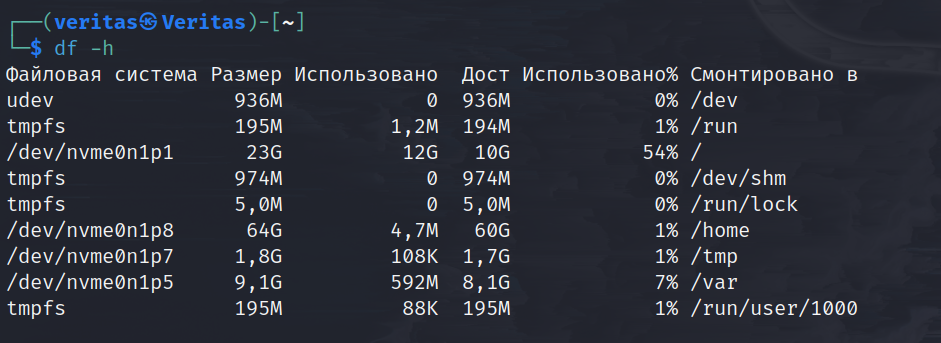 ┌──(veritas㉿Veritas)-[~]
└─$ df -h
Файловая система Размер Использовано  Дост Использовано% Смонтировано в
udev               936M            0  936M            0% /dev
tmpfs              195M         1,2M  194M            1% /run
/dev/nvme0n1p1      23G          12G   10G           54% /
tmpfs              974M            0  974M            0% /dev/shm
tmpfs              5,0M            0  5,0M            0% /run/lock
/dev/nvme0n1p8      64G         4,7M   60G            1% /home
/dev/nvme0n1p7     1,8G         108K  1,7G            1% /tmp
/dev/nvme0n1p5     9,1G         592M  8,1G            7% /var
tmpfs              195M          88K  195M            1% /run/user/1000